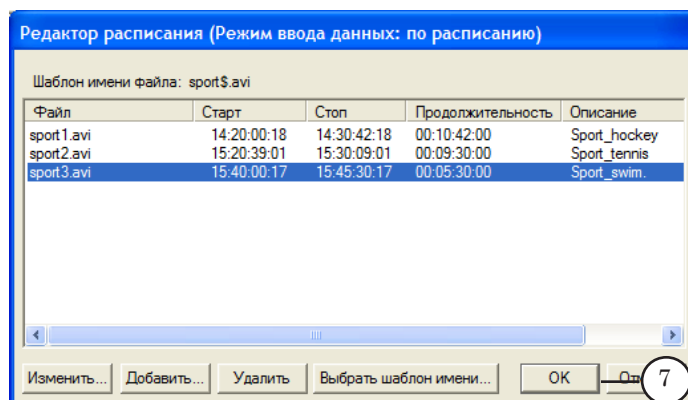 Редактор расписания (Режим ввода данных: по расписанию)
Шаблон имени файла: sport$.avi
Файл Старт Стоп Продолжительность Описание
sport1.avi 14:20:00:18 14:30:42:18 00:10:42:00 Sport_hockey
sport2.avi 15:20:39:01 15:30:09:01 00:09:30:00 Sport_tennis
sport3.avi 15:40:00:17 15:45:30:17 00:05:30:00 Sport_swim.
Изменить... Добавить... Удалить Выбрать шаблон имени... OK 7